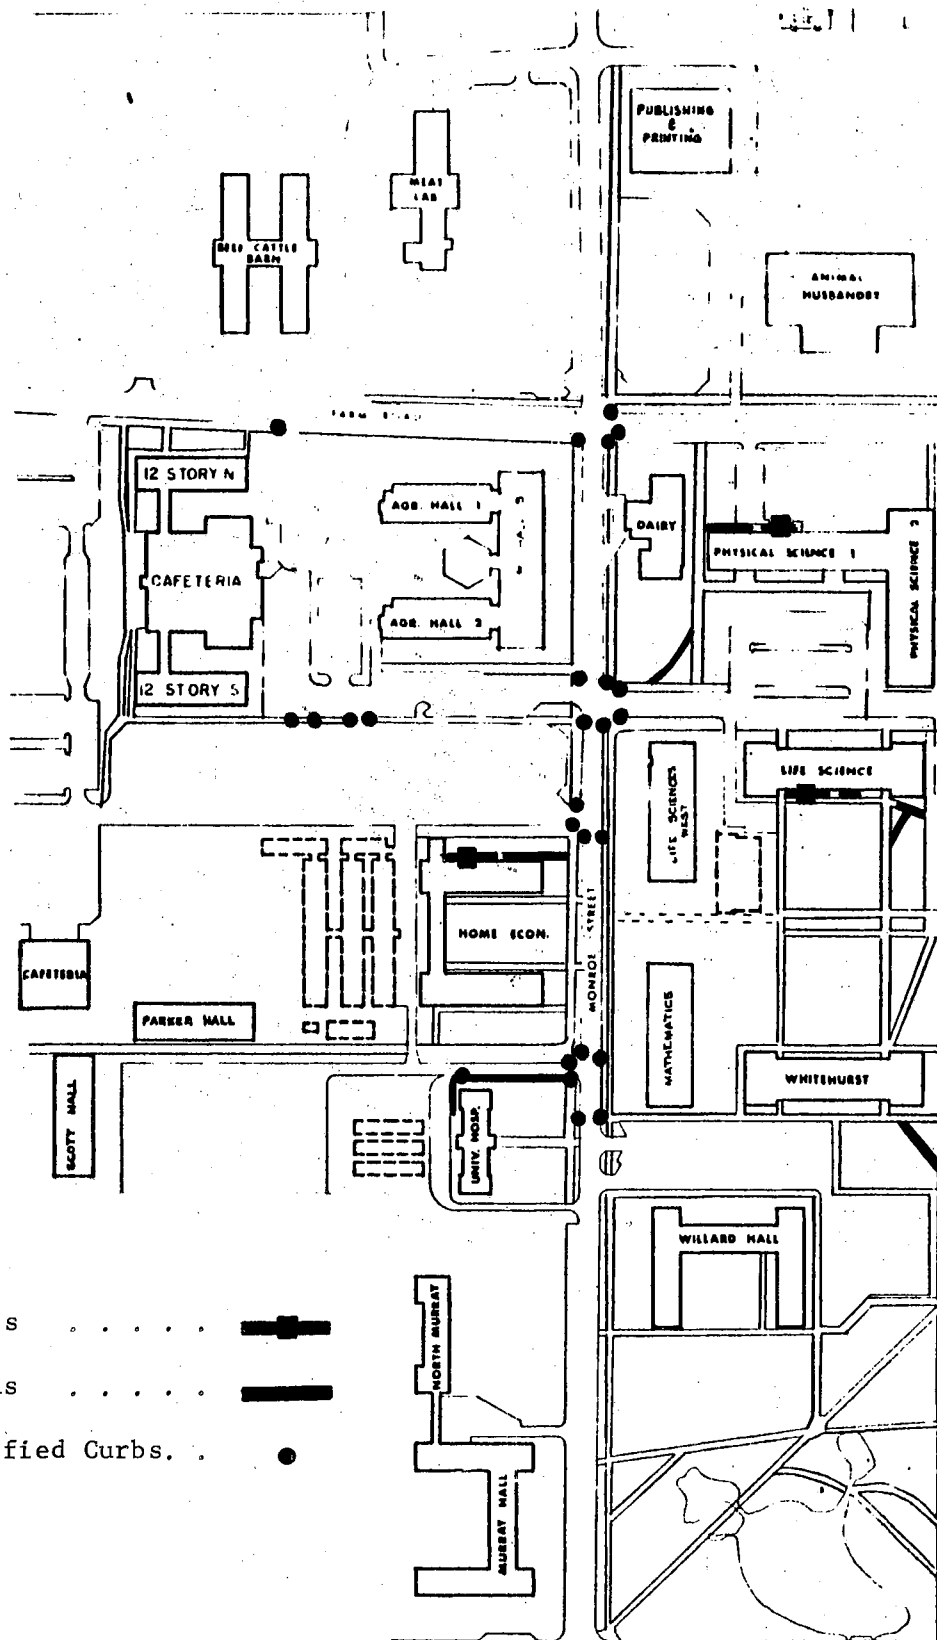 PUBLISHING
&
PRINTING
MEAT
LAB
BEEF CATTLE
BARN
ANIMAL
HUSBANDRY
FARM ROAD
12 STORY N
AGR. HALL 1
DAIRY
PHYSICAL SCIENCE 1
PHYSICAL SCIENCE 2
CAFETERIA
AGR. HALL 2
12 STORY S
LIFE SCIENCES
WEST
LIFE SCIENCE
MONROE STREET
HOME ECON.
CAFETERIA
PARKER HALL
MATHEMATICS
SCOTT HALL
UNIV. HOSP.
WHITEHURST
WILLARD HALL
NORTH MURRAY
s . . . . .
s . . . . .
fied Curbs. .
MURRAY HALL